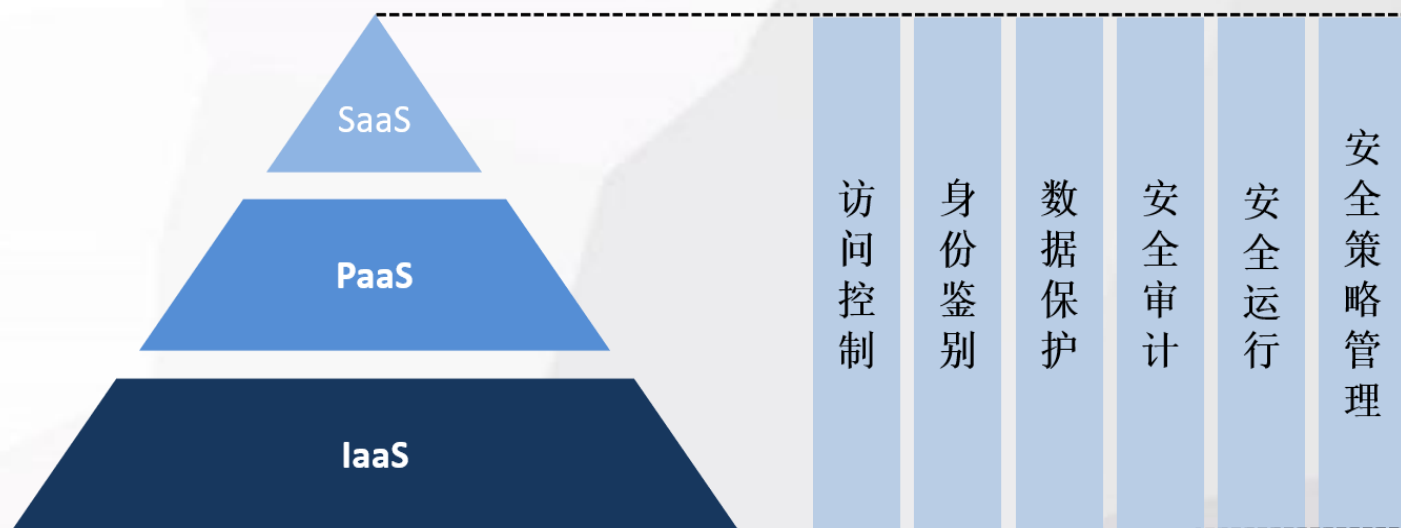 SaaS
PaaS
IaaS
访问控制
身份鉴别
数据保护
安全审计
安全运行
安全策略管理